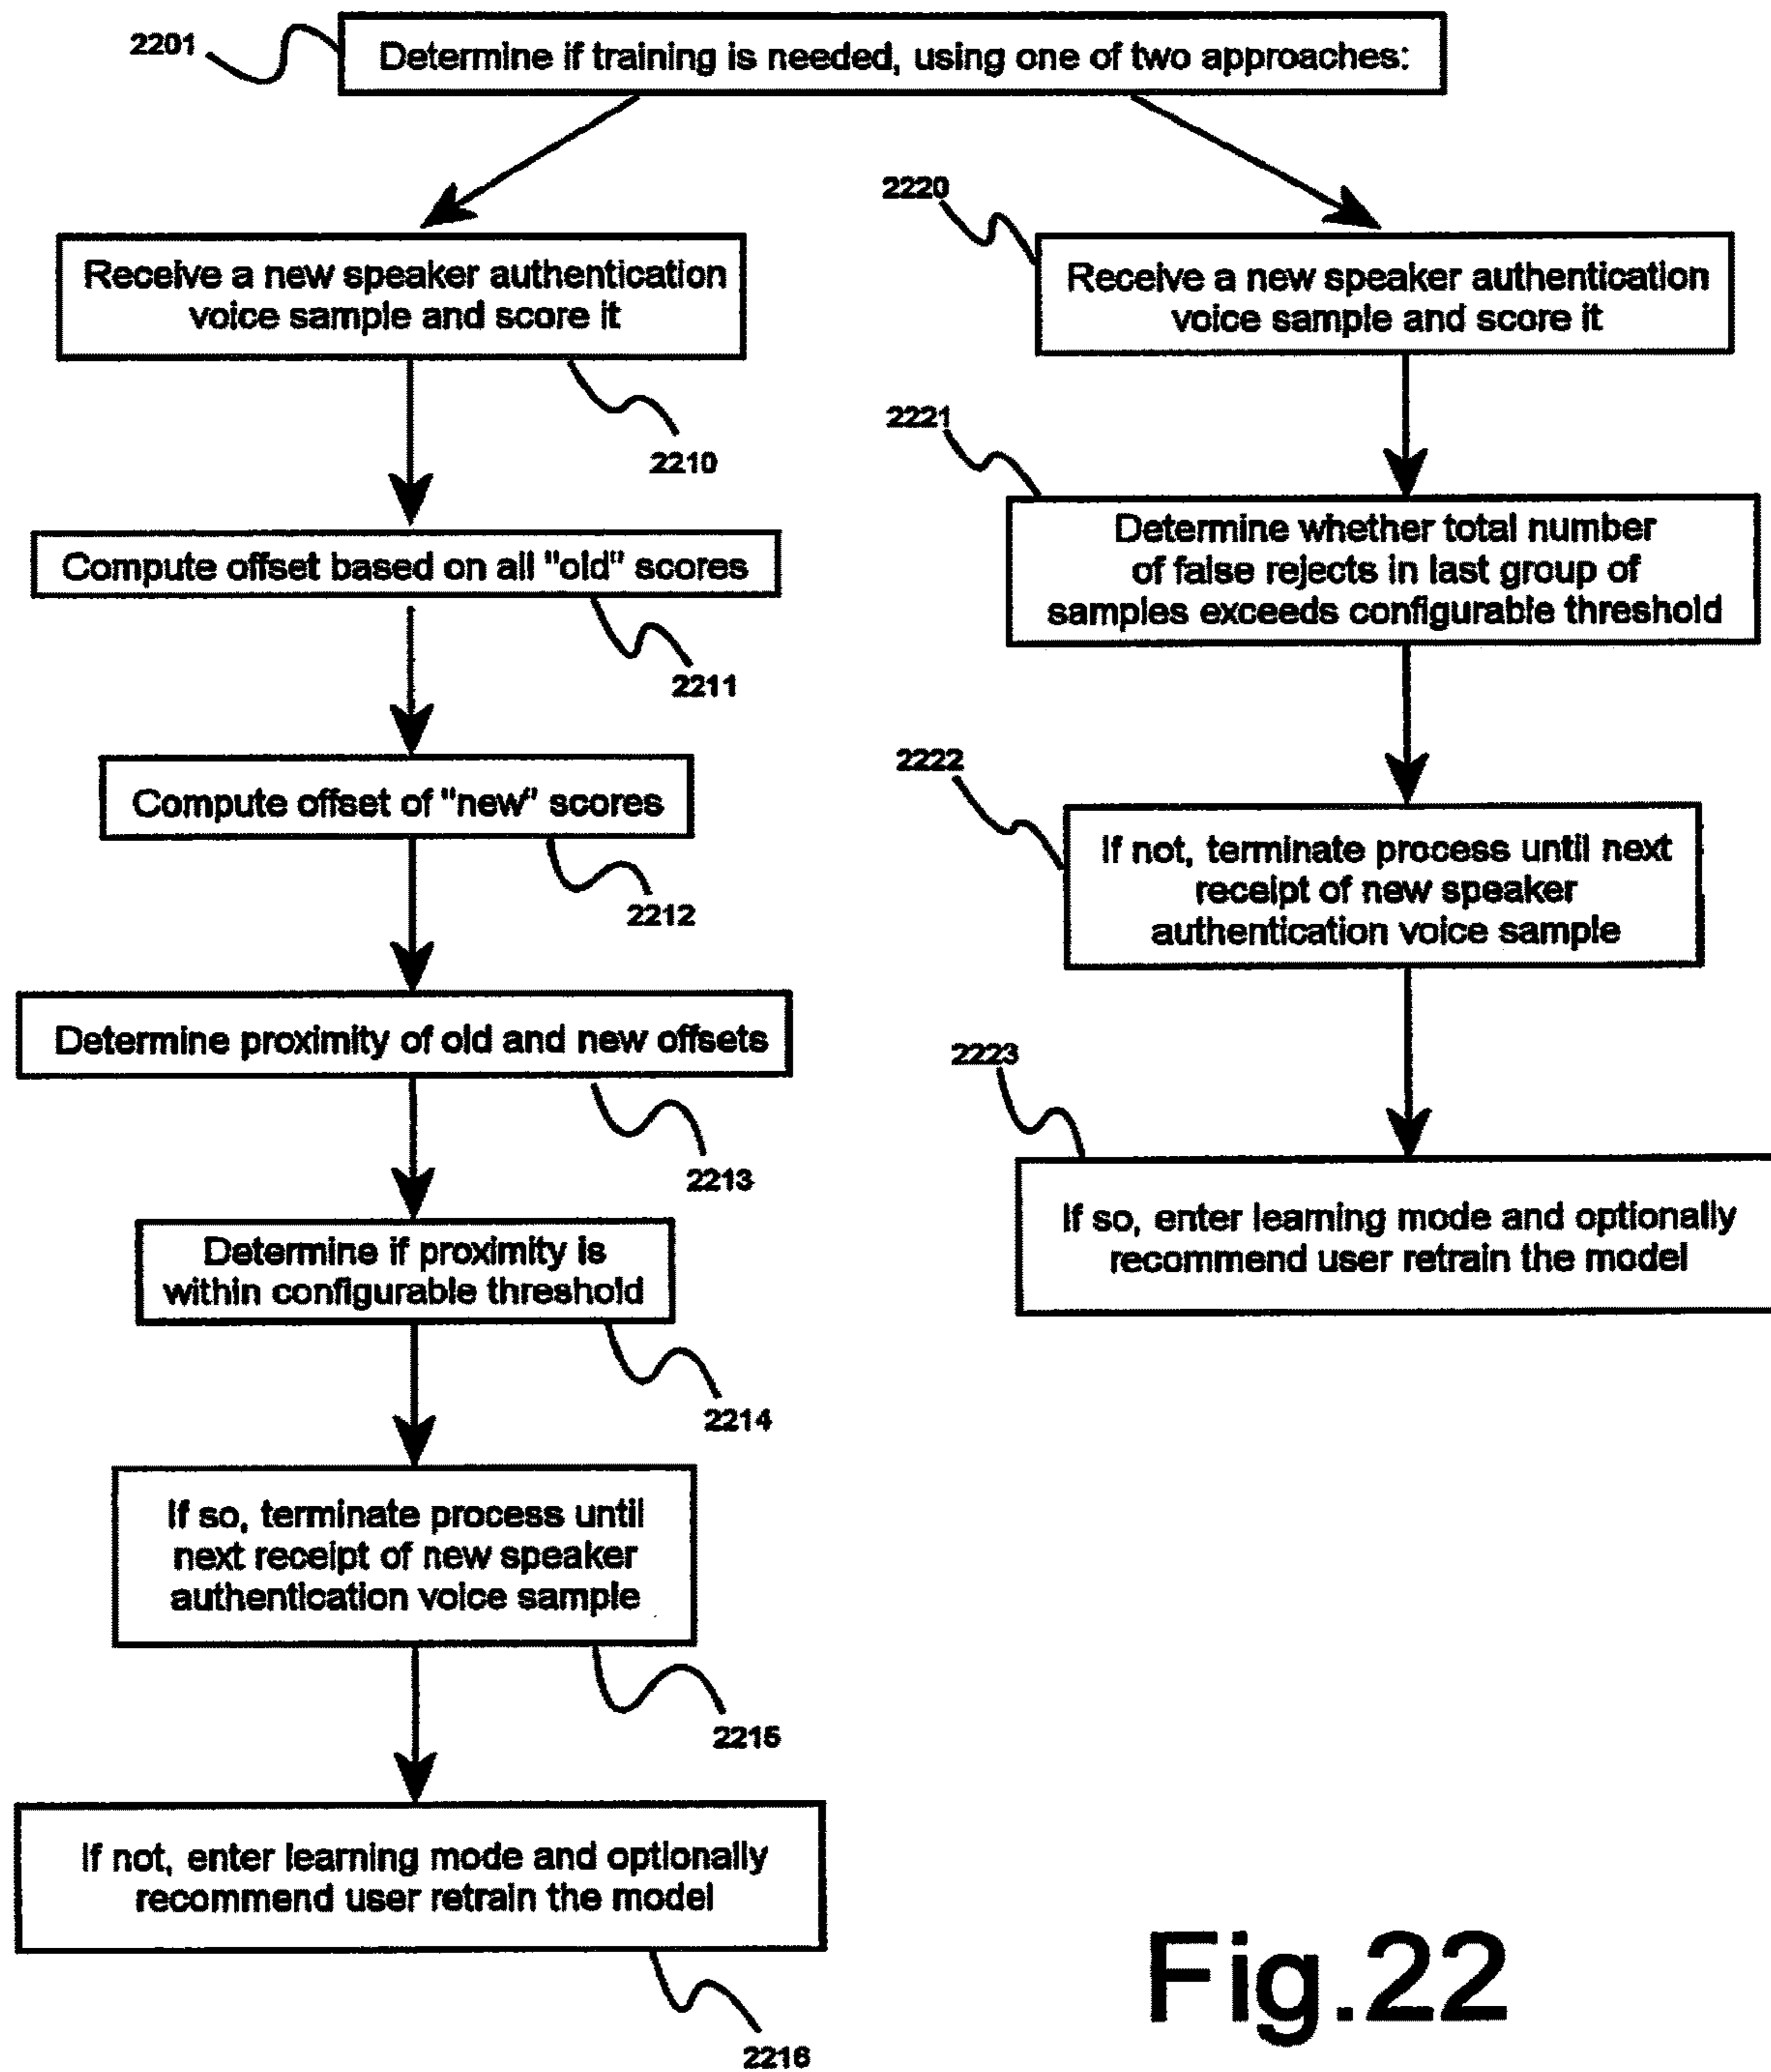 2201
Determine if training is needed, using one of two approaches:
Receive a new speaker authentication
voice sample and score it
2210
Compute offset based on all "old" scores
2211
Compute offset of "new" scores
2212
Determine proximity of old and new offsets
2213
Determine if proximity is
within configurable threshold
2214
If so, terminate process until
next receipt of new speaker
authentication voice sample
2215
If not, enter learning mode and optionally
recommend user retrain the model
2216
2220
Receive a new speaker authentication
voice sample and score it
2221
Determine whether total number
of false rejects in last group of
samples exceeds configurable threshold
2222
If not, terminate process until next
receipt of new speaker
authentication voice sample
2223
If so, enter learning mode and optionally
recommend user retrain the model
Fig.22